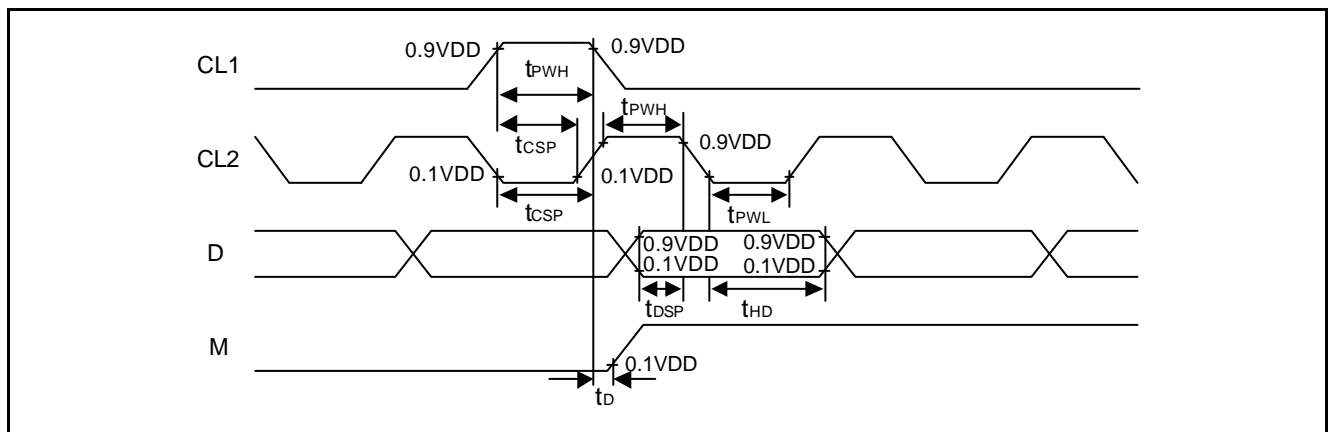 CL1
0.9VDD
0.9VDD
tPWH
tPWH
tCSP
CL2
0.9VDD
0.1VDD
0.1VDD
tCSP
tPWL
D
0.9VDD
0.9VDD
0.1VDD
0.1VDD
tDSP
tHD
M
0.1VDD
tD